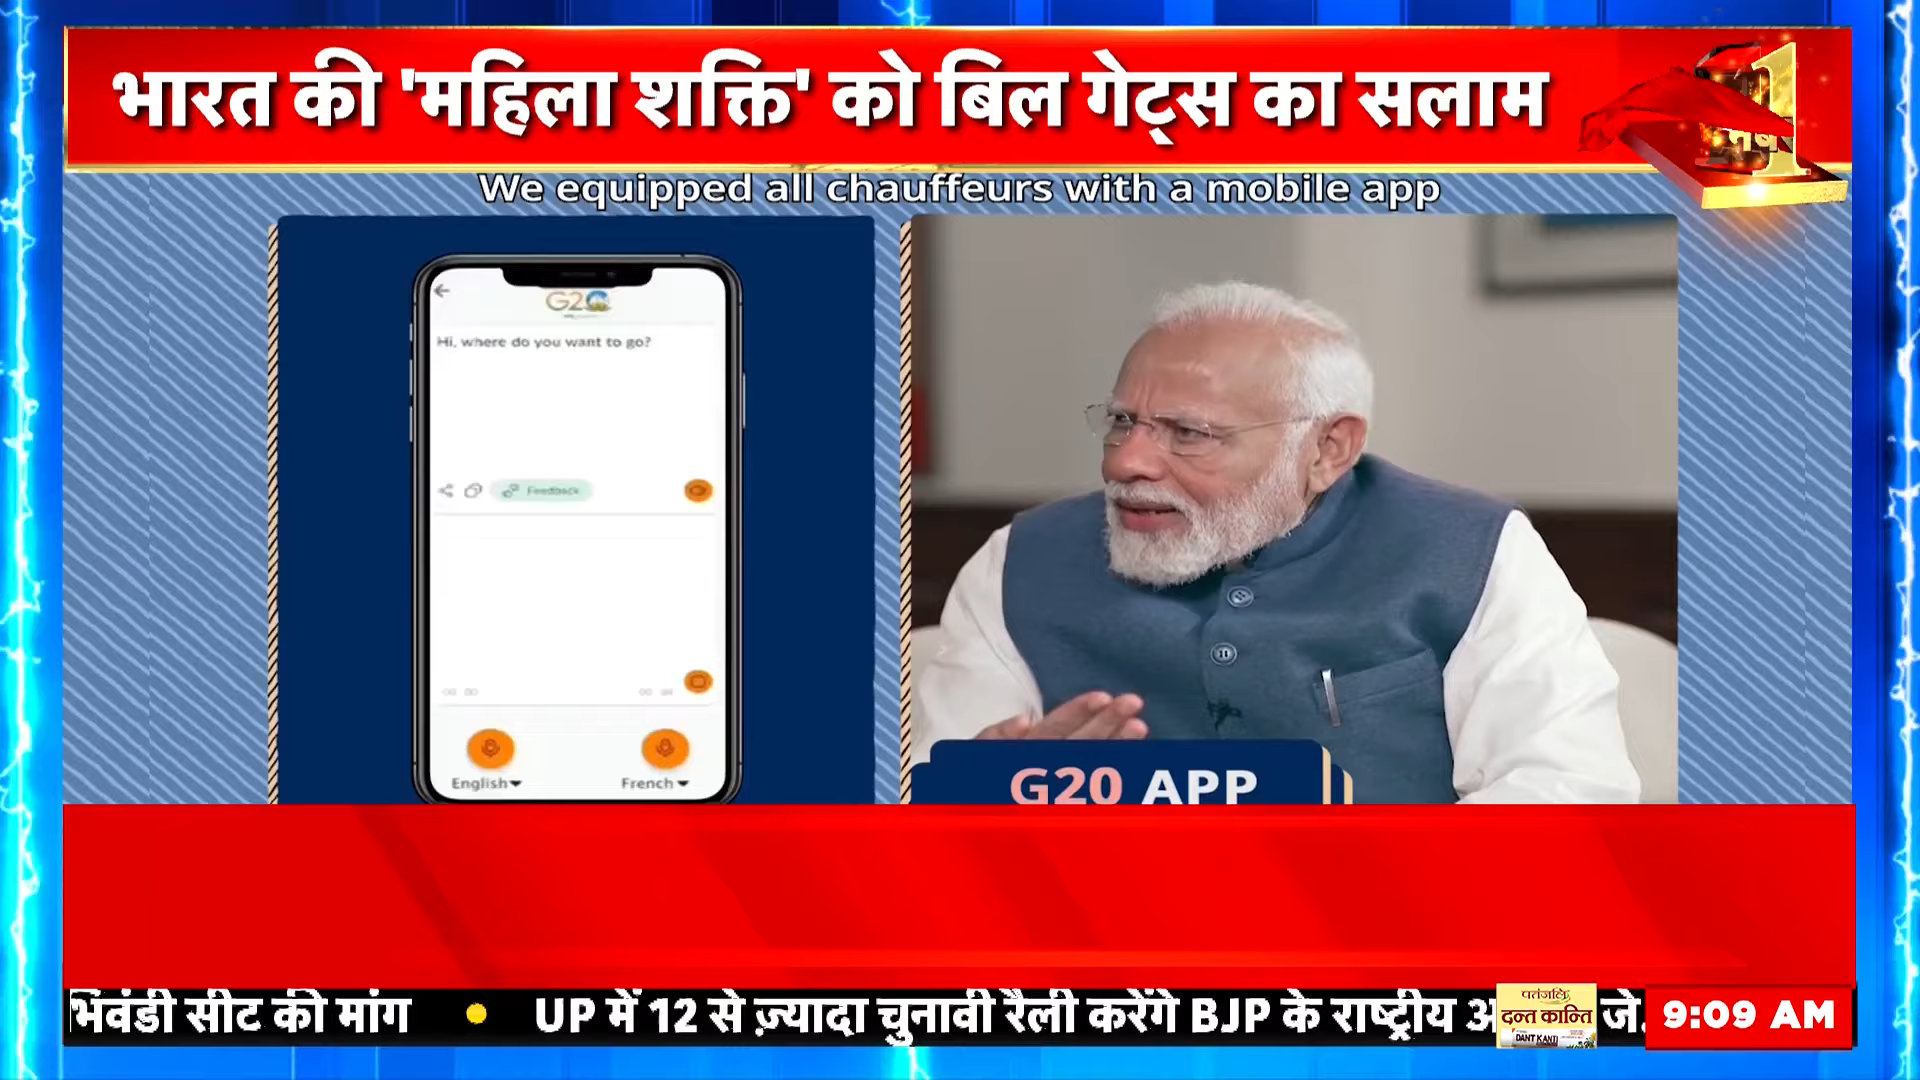 भारत की 'महिला शक्ति' को बिल गेट्स का सलाम
1
We equipped all chauffeurs with a mobile app
G20
Hi, where do you want to go?
Feedback
English
French
G20 APP
भिवंडी सीट की मांग
UP में 12 से ज़्यादा चुनावी रैली करेंगे BJP के राष्ट्रीय
जे.
पतंजलि
दन्त कान्ति
DANT KANTI
9:09 AM